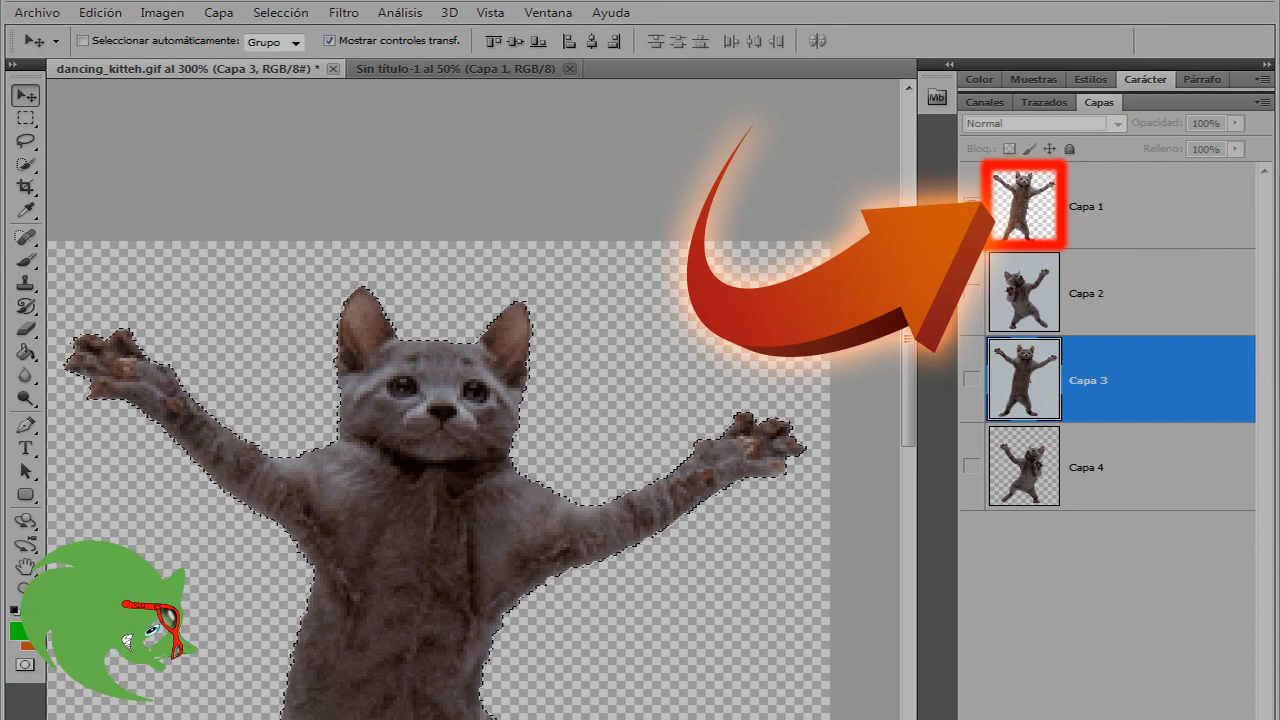 Archivo Edición Imagen Capa Selección Filtro Análisis 3D Vista Ventana Ayuda
Seleccionar automáticamente: Grupo Mostrar controles transf.
dancing_kitteh.gif al 300% (Capa 3, RGB/8#) * Sin título-1 al 50% (Capa 1, RGB/8)
Color Muestras Estilos Carácter Párrafo
Mb
Canales Trazados Capas
Normal Opacidad: 100%
Bloq.: Relleno: 100%
Capa 1
Capa 2
Capa 3
Capa 4
T